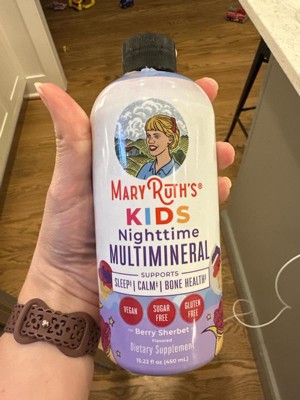 MARYRUTH'S®
KIDS
Nighttime
MULTIMINERAL
SUPPORTS
SLEEP‡ | CALM‡ | BONE HEALTH‡
VEGAN
SUGAR FREE
GLUTEN FREE
Berry Sherbet
Flavored
Dietary Supplement
15.22 fl oz (450 mL)